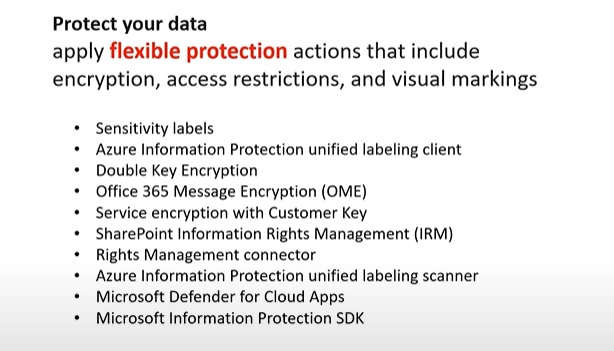 Protect your data
apply flexible protection actions that include
encryption, access restrictions, and visual markings
• Sensitivity labels
• Azure Information Protection unified labeling client
• Double Key Encryption
• Office 365 Message Encryption (OME)
• Service encryption with Customer Key
• SharePoint Information Rights Management (IRM)
• Rights Management connector
• Azure Information Protection unified labeling scanner
• Microsoft Defender for Cloud Apps
• Microsoft Information Protection SDK